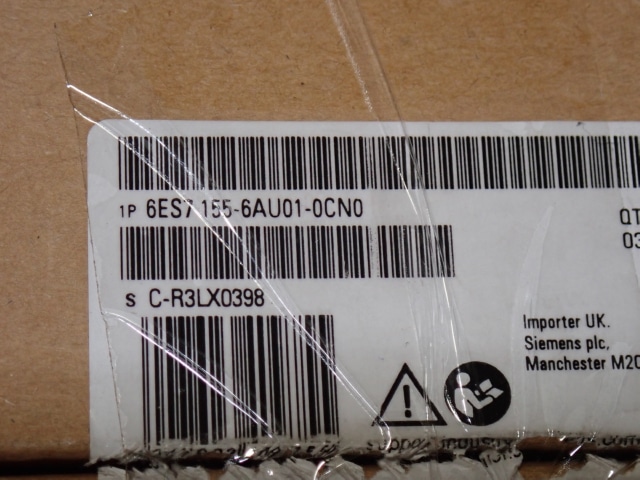 1P 6ES7 155-6AU01-0CN0
QT
03
S C-R3LX0398
Importer UK.
Siemens plc,
Manchester M20